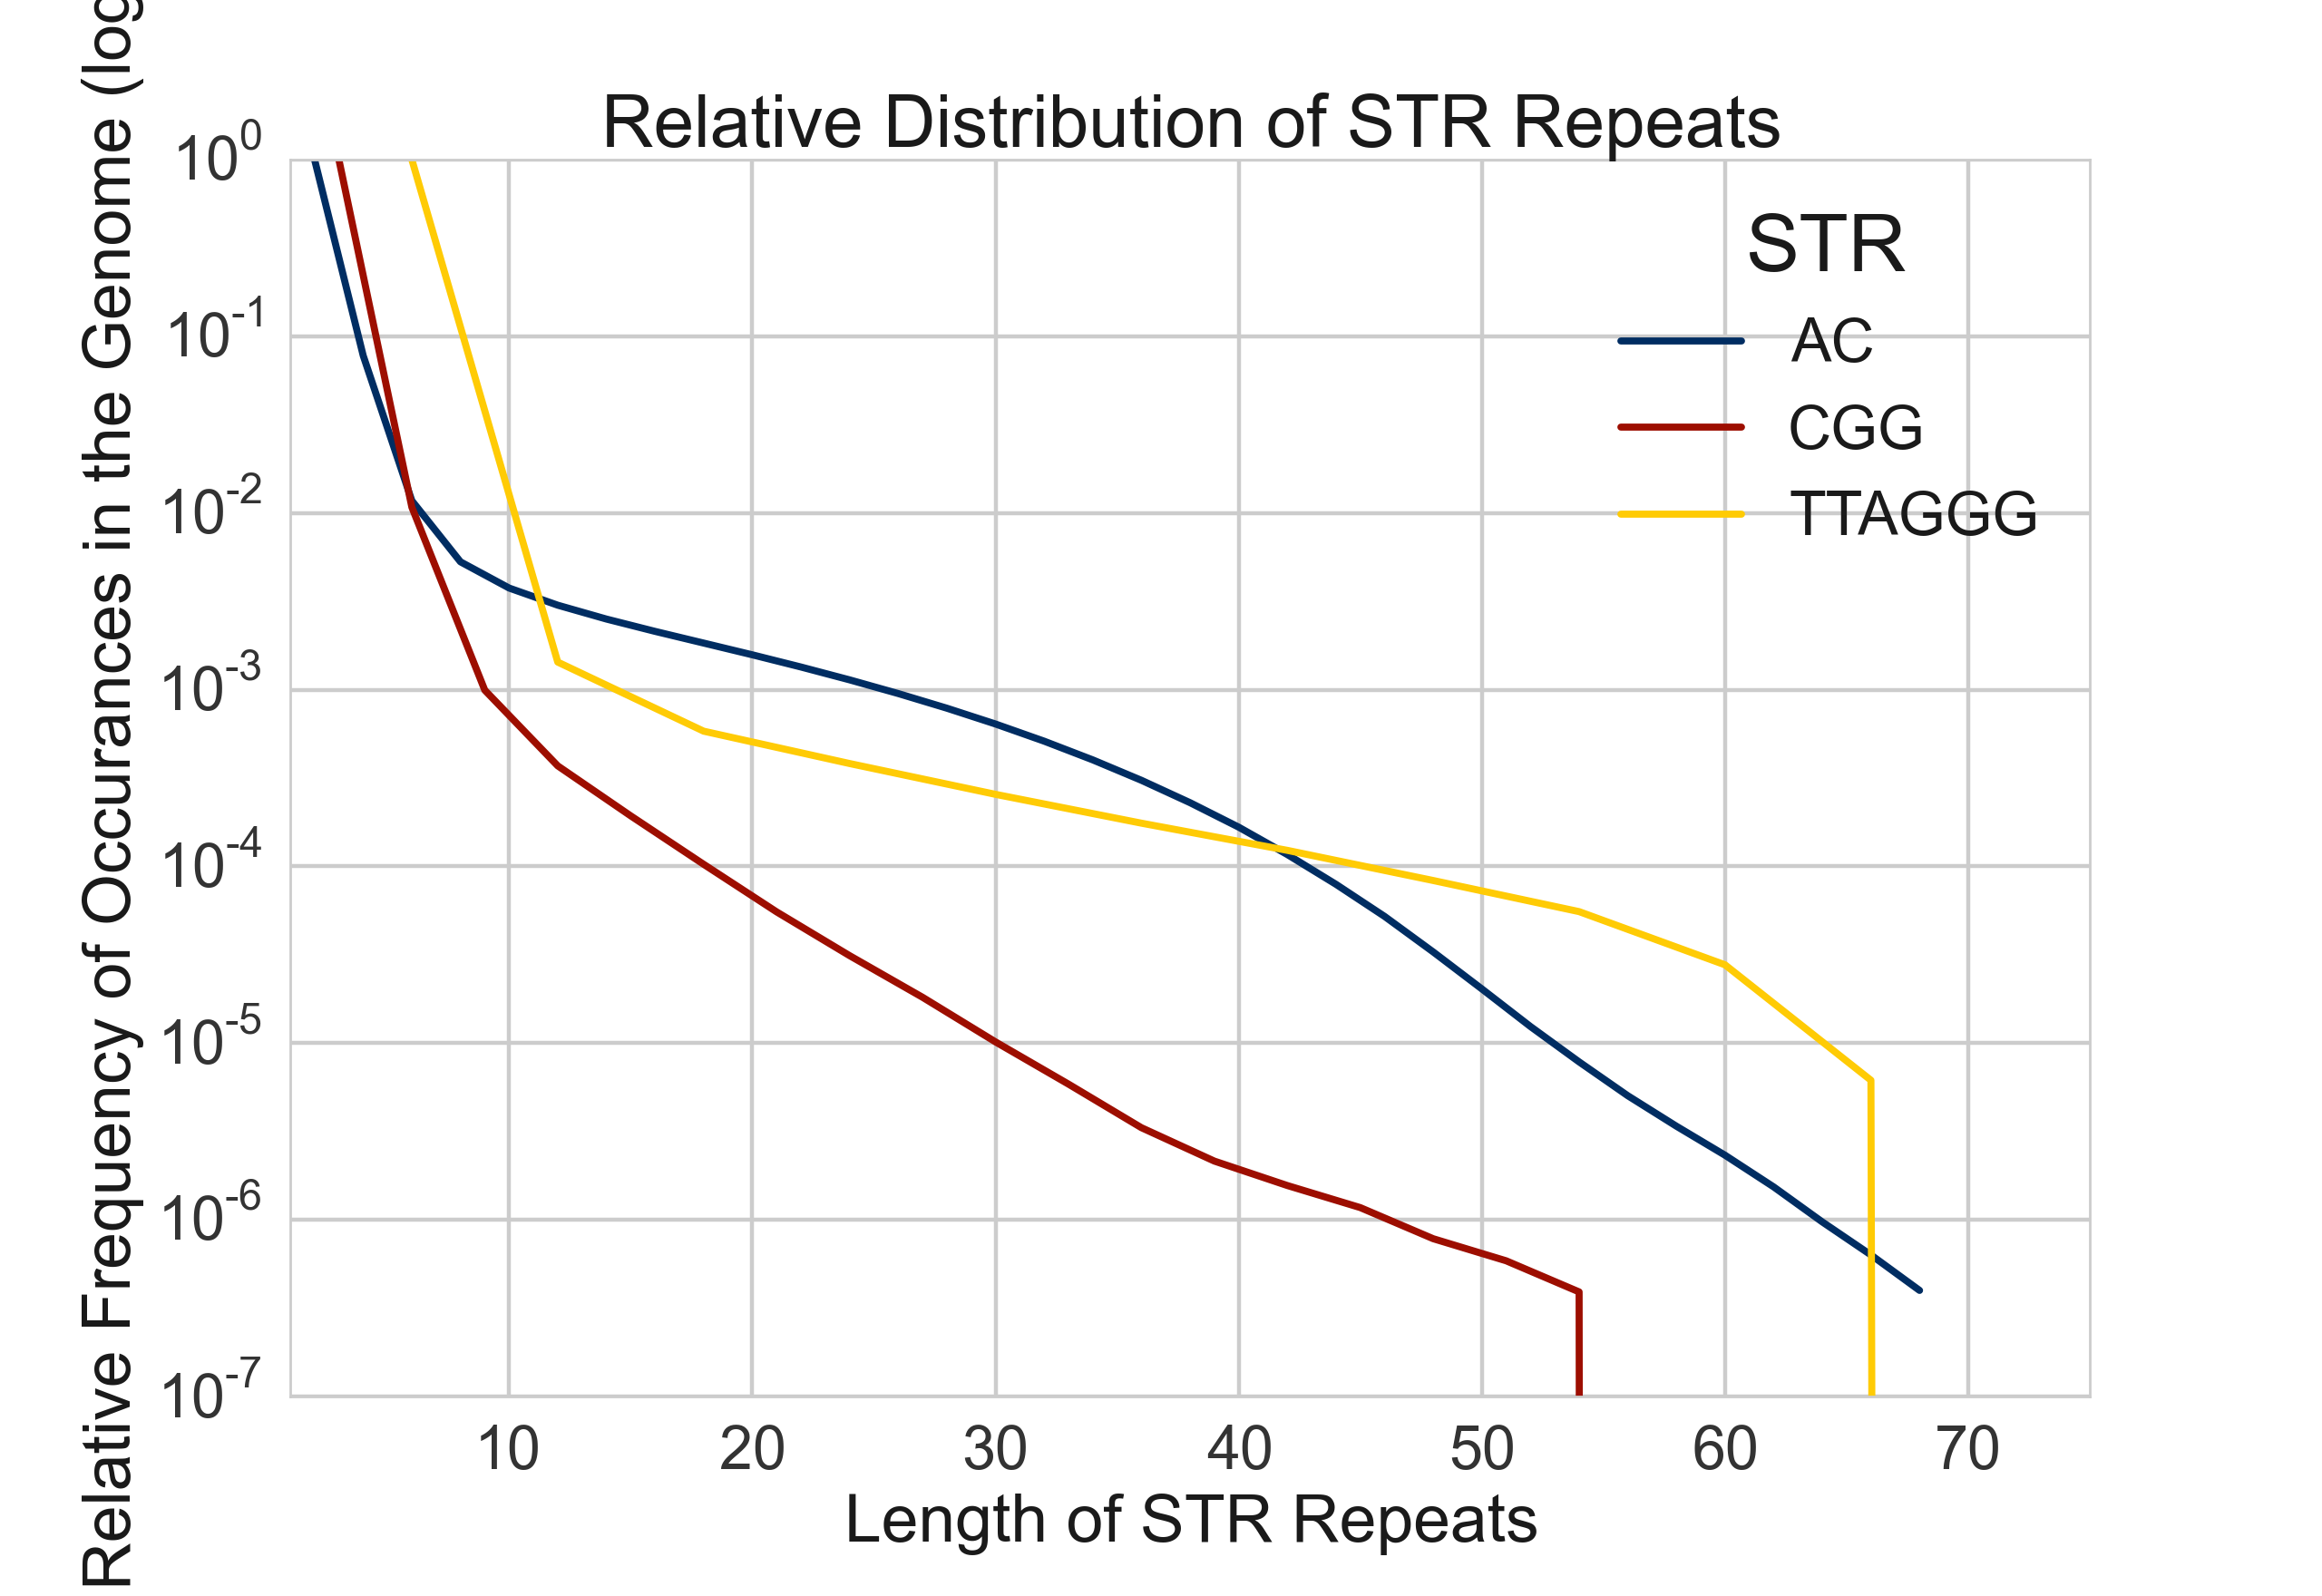 Relative Distribution of STR Repeats
Relative Frequency of Occurances in the Genome (log
10^0
10^-1
10^-2
10^-3
10^-4
10^-5
10^-6
10^-7
STR
AC
CGG
TTAGGG
10 20 30 40 50 60 70
Length of STR Repeats